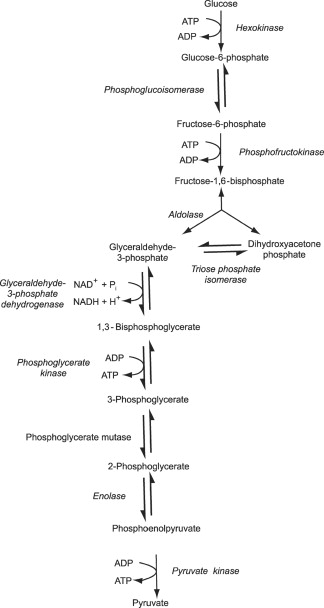 Glucose
ATP
Hexokinase
ADP
Glucose-6-phosphate
Phosphoglucoisomerase
Fructose-6-phosphate
ATP
Phosphofructokinase
ADP
Fructose-1,6-bisphosphate
Aldolase
Glyceraldehyde-
3-phosphate
Dihydroxyacetone
phosphate
Triose phosphate
isomerase
Glyceraldehyde-
3-phosphate
dehydrogenase
NAD+ + Pi
NADH + H+
1,3- Bisphosphoglycerate
Phosphoglycerate
kinase
ADP
ATP
3-Phosphoglycerate
Phosphoglycerate mutase
2-Phosphoglycerate
Enolase
Phosphoenolpyruvate
ADP
Pyruvate kinase
ATP
Pyruvate